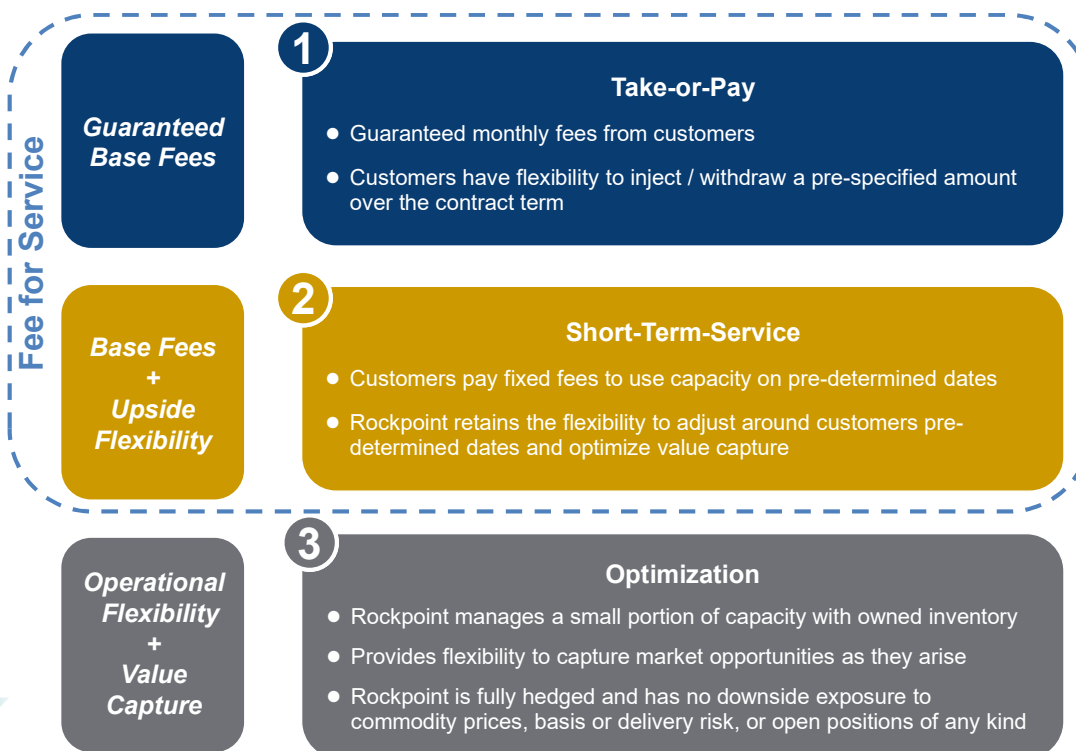 Fee for Service
Guaranteed
Base Fees
1
Take-or-Pay
● Guaranteed monthly fees from customers
● Customers have flexibility to inject / withdraw a pre-specified amount
over the contract term
Base Fees
+
Upside
Flexibility
2
Short-Term-Service
● Customers pay fixed fees to use capacity on pre-determined dates
● Rockpoint retains the flexibility to adjust around customers pre-
determined dates and optimize value capture
Operational
Flexibility
+
Value
Capture
3
Optimization
● Rockpoint manages a small portion of capacity with owned inventory
● Provides flexibility to capture market opportunities as they arise
● Rockpoint is fully hedged and has no downside exposure to
commodity prices, basis or delivery risk, or open positions of any kind